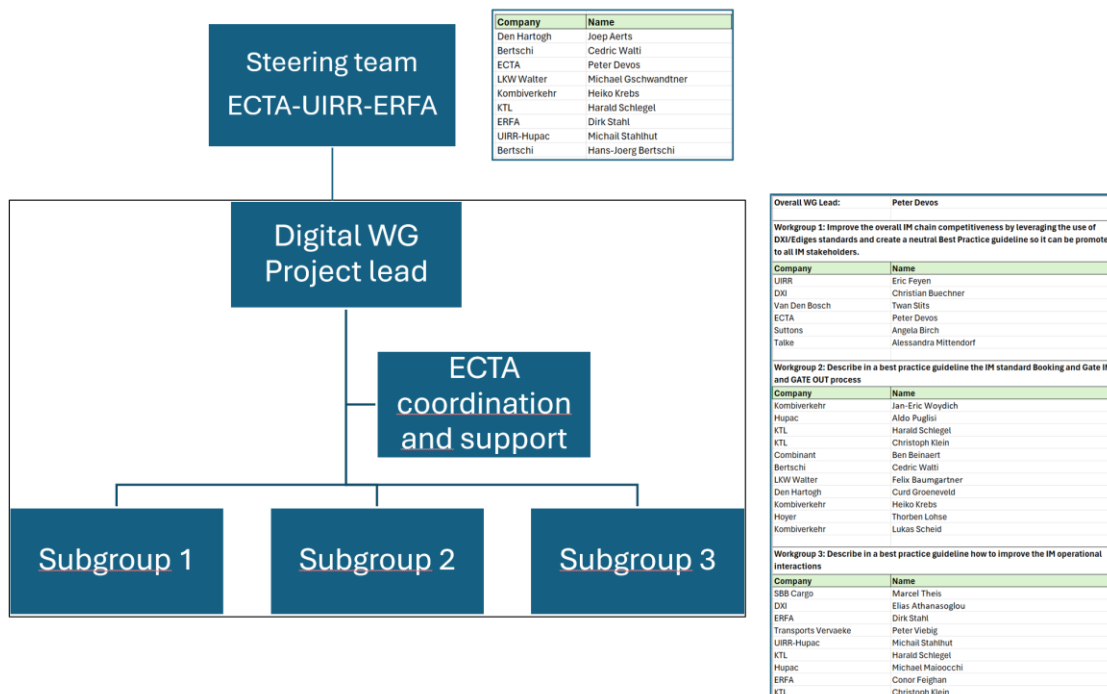 Steering team
ECTA-UIRR-ERFA
Company Name
Den Hartogh Joep Aerts
Bertschi Cedric Walti
ECTA Peter Devos
LKW Walter Michael Gschwandtner
Kombiverkehr Heiko Krebs
KTL Harald Schlegel
ERFA Dirk Stahl
UIRR-Hupac Michail Stahlhut
Bertschi Hans-Joerg Bertschi
Digital WG
Project lead
ECTA
coordination
and support
Subgroup 1
Subgroup 2
Subgroup 3
Overall WG Lead: Peter Devos
Workgroup 1: Improve the overall IM chain competitiveness by leveraging the use of
DXI/Ediges standards and create a neutral Best Practice guideline so it can be promote
to all IM stakeholders.
Company Name
UIRR Eric Feyen
DXI Christian Buechner
Van Den Bosch Twan Slits
ECTA Peter Devos
Suttons Angela Birch
Talke Alessandra Mittendorf
Workgroup 2: Describe in a best practice guideline the IM standard Booking and Gate IN
and GATE OUT process
Company Name
Kombiverkehr Jan-Eric Woydich
Hupac Aldo Puglisi
KTL Harald Schlegel
KTL Christoph Klein
Combinant Ben Beinaert
Bertschi Cedric Walti
LKW Walter Felix Baumgartner
Den Hartogh Curd Groeneveld
Kombiverkehr Heiko Krebs
Hoyer Thorben Lohse
Kombiverkehr Lukas Scheid
Workgroup 3: Describe in a best practice guideline how to improve the IM operational
interactions
Company Name
SBB Cargo Marcel Theis
DXI Elias Athanasoglou
ERFA Dirk Stahl
Transports Vervaeke Peter Viebig
UIRR-Hupac Michail Stahlhut
KTL Harald Schlegel
Hupac Michael Maioocchi
ERFA Conor Feighan
KTL Christoph Klein